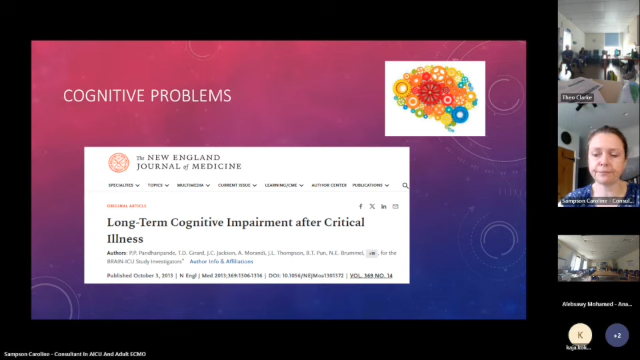 COGNITIVE PROBLEMS
The NEW ENGLAND
JOURNAL of MEDICINE
SPECIALTIES TOPICS MULTIMEDIA CURRENT ISSUE LEARNING/CME AUTHOR CENTER PUBLICATIONS
ORIGINAL ARTICLE
Long-Term Cognitive Impairment after Critical
Illness
Authors: P.P. Pandharipande, T.D. Girard, J.C. Jackson, A. Morandi, J.L. Thompson, B.T. Pun, N.E. Brummel, for the
BRAIN-ICU Study Investigators* Author Info & Affiliations
Published October 3, 2013 | N Engl J Med 2013;369:1306-1316 | DOI: 10.1056/NEJMoa1301372 | VOL. 369 NO. 14
Theo Clarke
Sampson Caroline - Consul...
Alebsawy Mohamed - Ana...
K
+2
Sampson Caroline - Consultant In AICU And Adult ECMO